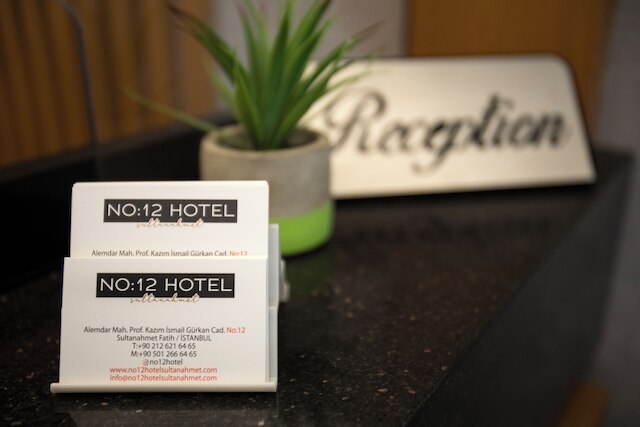 Reception
NO:12 HOTEL
sultanahmet
Alemdar Mah. Prof. Kazım İsmail Gürkan Cad. No:12
NO:12 HOTEL
sultanahmet
Alemdar Mah. Prof. Kazım İsmail Gürkan Cad. No:12
Sultanahmet Fatih / İSTANBUL
T:+90 212 621 64 65
M:+90 501 266 64 65
@no12hotel
www.no12hotelsultanahmet.com
info@no12hotelsultanahmet.com